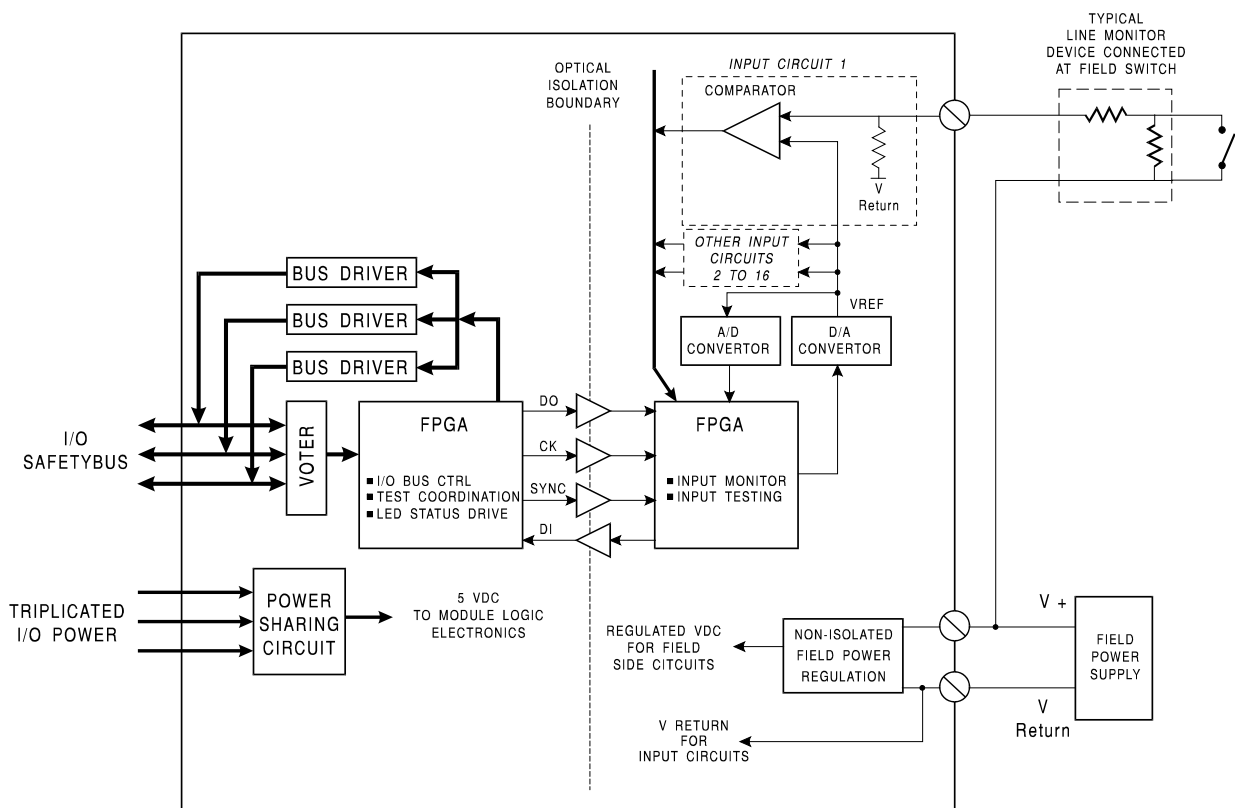 TYPICAL
LINE MONITOR
DEVICE CONNECTED
AT FIELD SWITCH
OPTICAL
ISOLATION
BOUNDARY
INPUT CIRCUIT 1
COMPARATOR
V
Return
OTHER INPUT
CIRCUITS
2 TO 16
BUS DRIVER
BUS DRIVER
BUS DRIVER
VREF
A/D
CONVERTOR
D/A
CONVERTOR
I/O
SAFETYBUS
VOTER
FPGA
■ I/O BUS CTRL
■ TEST COORDINATION
■ LED STATUS DRIVE
DO
CK
SYNC
DI
FPGA
■ INPUT MONITOR
■ INPUT TESTING
TRIPLICATED
I/O POWER
POWER
SHARING
CIRCUIT
5 VDC
TO MODULE LOGIC
ELECTRONICS
REGULATED VDC
FOR FIELD
SIDE CITCUITS
NON-ISOLATED
FIELD POWER
REGULATION
V +
FIELD
POWER
SUPPLY
V
Return
V RETURN
FOR
INPUT CIRCUITS